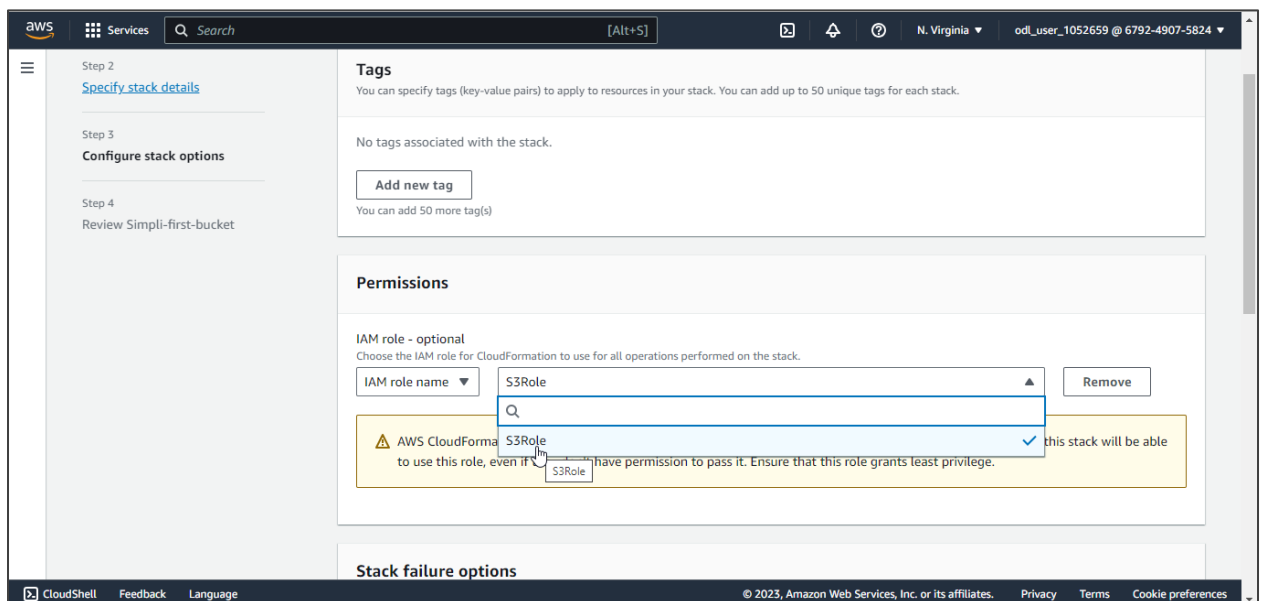 aws
Services
Search
[Alt+S]
N. Virginia
odl_user_1052659 @ 6792-4907-5824
Step 2
Specify stack details
Step 3
Configure stack options
Step 4
Review Simpli-first-bucket
Tags
You can specify tags (key-value pairs) to apply to resources in your stack. You can add up to 50 unique tags for each stack.
No tags associated with the stack.
Add new tag
You can add 50 more tag(s)
Permissions
IAM role - optional
Choose the IAM role for CloudFormation to use for all operations performed on the stack.
IAM role name
S3Role
Remove
S3Role
AWS CloudForma this stack will be able
to use this role, even if have permission to pass it. Ensure that this role grants least privilege.
S3Role
Stack failure options
CloudShell
Feedback
Language
© 2023, Amazon Web Services, Inc. or its affiliates.
Privacy
Terms
Cookie preferences